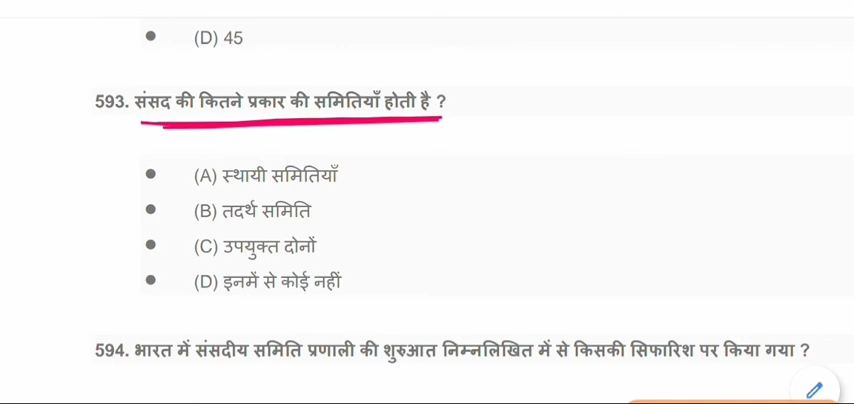 (D) 45
593. संसद की कितने प्रकार की समितियाँ होती है ?
(A) स्थायी समितियाँ
(B) तदर्थ समिति
(C) उपयुक्त दोनों
(D) इनमें से कोई नहीं
594. भारत में संसदीय समिति प्रणाली की शुरुआत निम्नलिखित में से किसकी सिफारिश पर किया गया ?